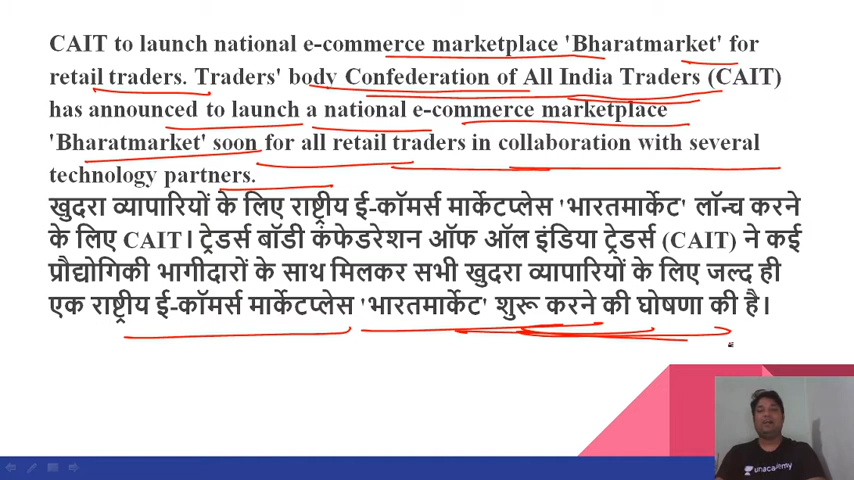 CAIT to launch national e-commerce marketplace 'Bharatmarket' for
retail traders. Traders' body Confederation of All India Traders (CAIT)
has announced to launch a national e-commerce marketplace
'Bharatmarket' soon for all retail traders in collaboration with several
technology partners.
खुदरा व्यापारियों के लिए राष्ट्रीय ई-कॉमर्स मार्केटप्लेस 'भारतमार्केट' लॉन्च करने
के लिए CAIT। ट्रेडर्स बॉडी कंफेडरेशन ऑफ ऑल इंडिया ट्रेडर्स (CAIT) ने कई
प्रौद्योगिकी भागीदारों के साथ मिलकर सभी खुदरा व्यापारियों के लिए जल्द ही
एक राष्ट्रीय ई-कॉमर्स मार्केटप्लेस 'भारतमार्केट' शुरू करने की घोषणा की है।
unacademy